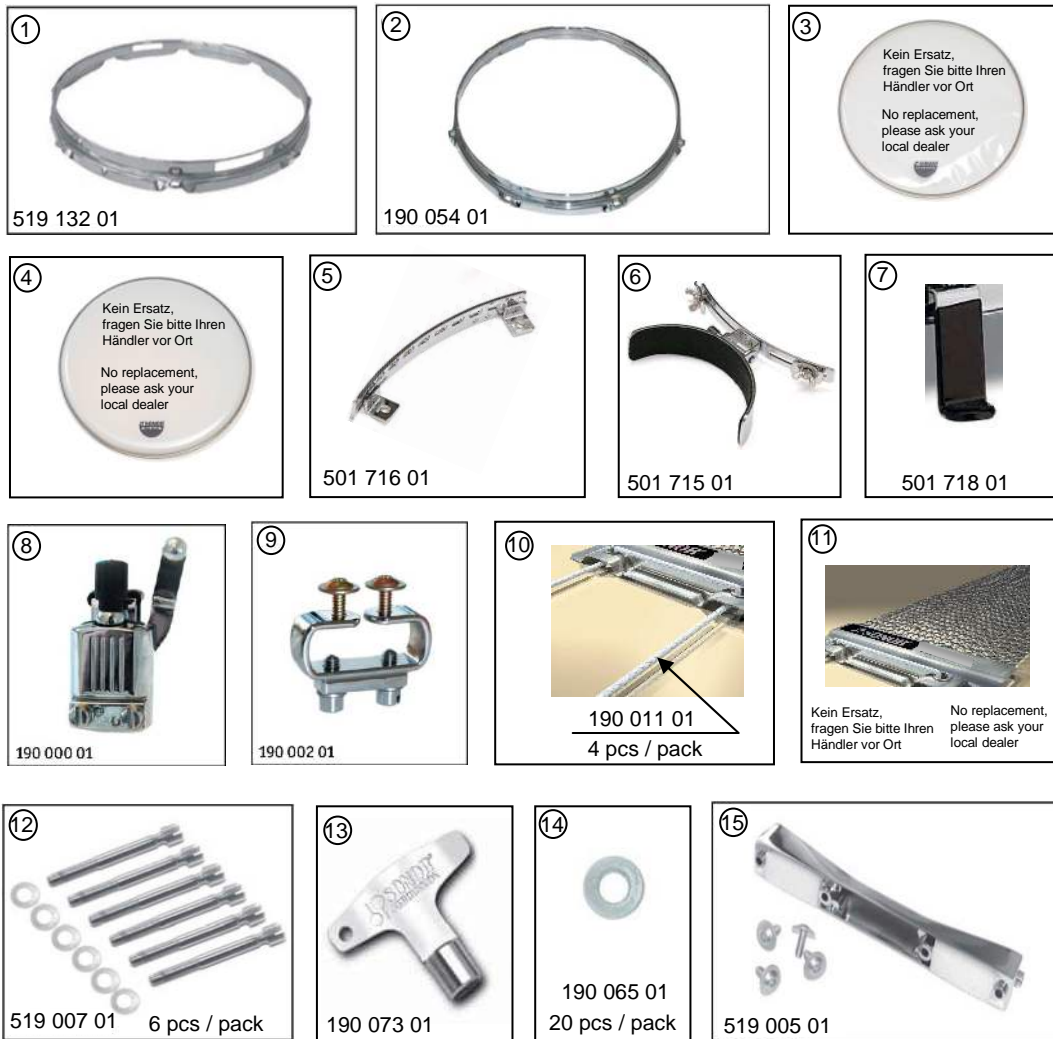 1
519 132 01
2
190 054 01
3
Kein Ersatz,
fragen Sie bitte Ihren
Händler vor Ort
No replacement,
please ask your
local dealer
4
Kein Ersatz,
fragen Sie bitte Ihren
Händler vor Ort
No replacement,
please ask your
local dealer
5
501 716 01
6
501 715 01
7
501 718 01
8
190 000 01
9
190 002 01
10
190 011 01
4 pcs / pack
11
Kein Ersatz,
fragen Sie bitte Ihren
Händler vor Ort
No replacement,
please ask your
local dealer
12
519 007 01
6 pcs / pack
13
190 073 01
14
190 065 01
20 pcs / pack
15
519 005 01